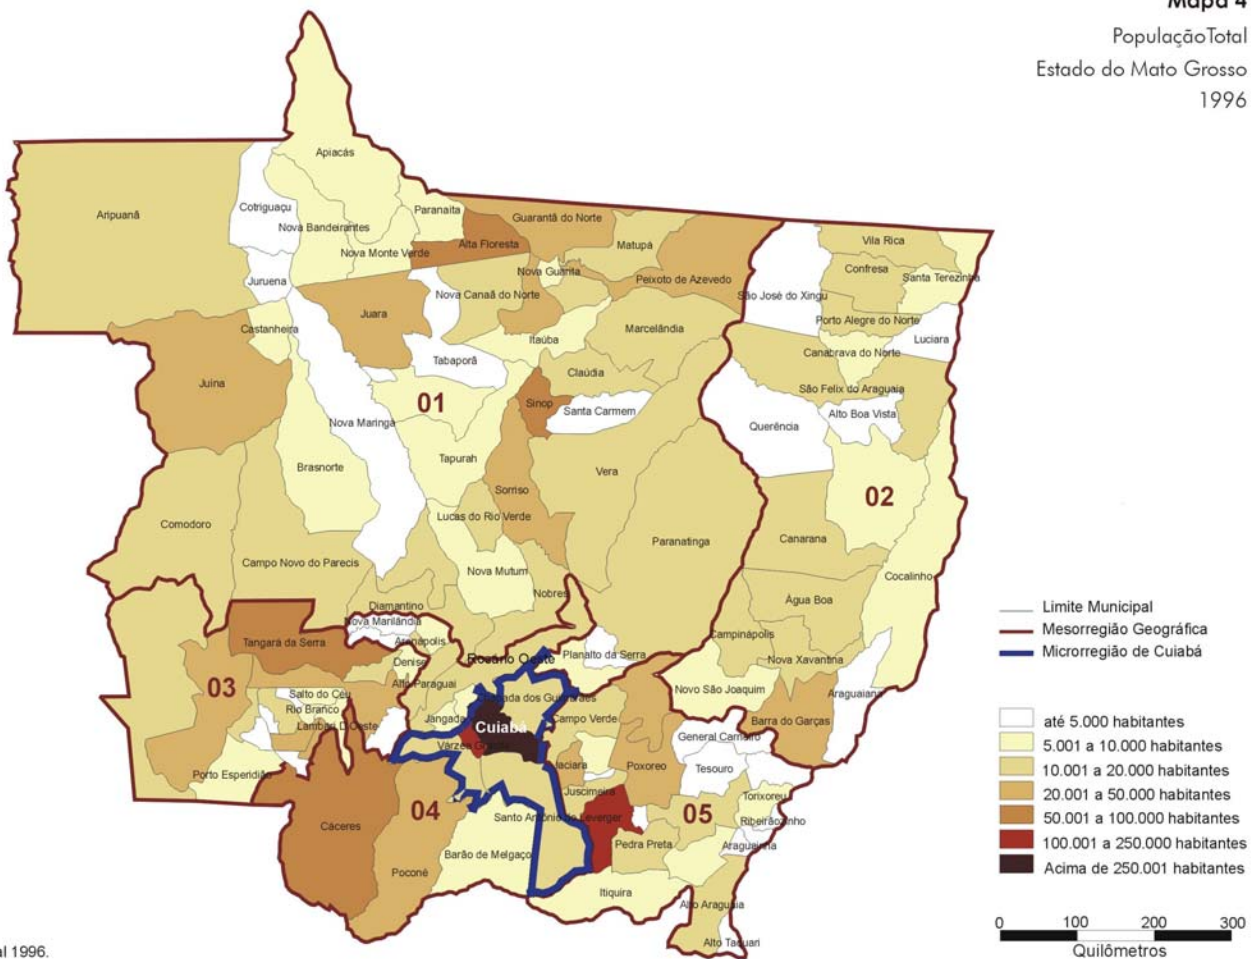 Mapa 4
PopulaçãoTotal
Estado do Mato Grosso
1996
Apiacás
Aripuanã
Cotriguaçu
Nova Bandeirantes
Paranaita
Guarantã do Norte
Alta Floresta
Nova Monte Verde
Matupá
Vila Rica
Nova Guarita
Confresa
Santa Terezinha
Juruena
Nova Canaã do Norte
Peixoto de Azevedo
São José do Xingu
Juara
Porto Alegre do Norte
Castanheira
Marcelândia
Itaúba
Luciara
Canabrava do Norte
Tabaporã
Claúdia
Juina
São Felix do Araguaia
01
Sinop
Santa Carmem
Alto Boa Vista
Nova Maringa
Querência
Brasnorte
Tapurah
Vera
Sorriso
02
Lucas do Rio Verde
Comodoro
Paranatinga
Canarana
Campo Novo do Parecis
Nova Mutum
Cocalinho
Nobres
Água Boa
Diamantino
Nova Marilândia
Arenápolis
Campinápolis
Tangará da Serra
Rosário Oeste
Planalto da Serra
Denise
Nova Xavantina
03
Alto Paraguai
Novo São Joaquim
Salto do Céu
Chapada dos Guimarães
Araguaiana
Rio Branco
Jangada
Campo Verde
Barra do Garças
Lambari D.Oeste
Cuiabá
General Carneiro
Várzea Grande
Porto Esperidião
Jaciara
Poxoreo
Tesouro
Juscimeira
Torixoreu
04
Santo Antônio do Leverger
05
Ribeirãozinho
Cáceres
Pedra Preta
Araguainha
Barão de Melgaço
Poconé
Itiquira
Alto Araguaia
Alto Taquari
Limite Municipal
Mesorregião Geográfica
Microrregião de Cuiabá
até 5.000 habitantes
5.001 a 10.000 habitantes
10.001 a 20.000 habitantes
20.001 a 50.000 habitantes
50.001 a 100.000 habitantes
100.001 a 250.000 habitantes
Acima de 250.001 habitantes
0 100 200 300
Quilômetros
al 1996.